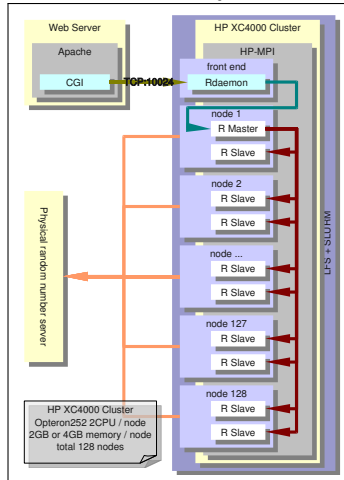 Web Server
HP XC4000 Cluster
Apache
HP-MPI
front end
CGI
TCP:10024
Rdaemon
node 1
R Master
R Slave
node 2
R Slave
R Slave
node ...
R Slave
R Slave
node 127
R Slave
R Slave
node 128
R Slave
R Slave
LFS + SLURM
Physical random number server
HP XC4000 Cluster
Opteron252 2CPU / node
2GB or 4GB memory / node
total 128 nodes